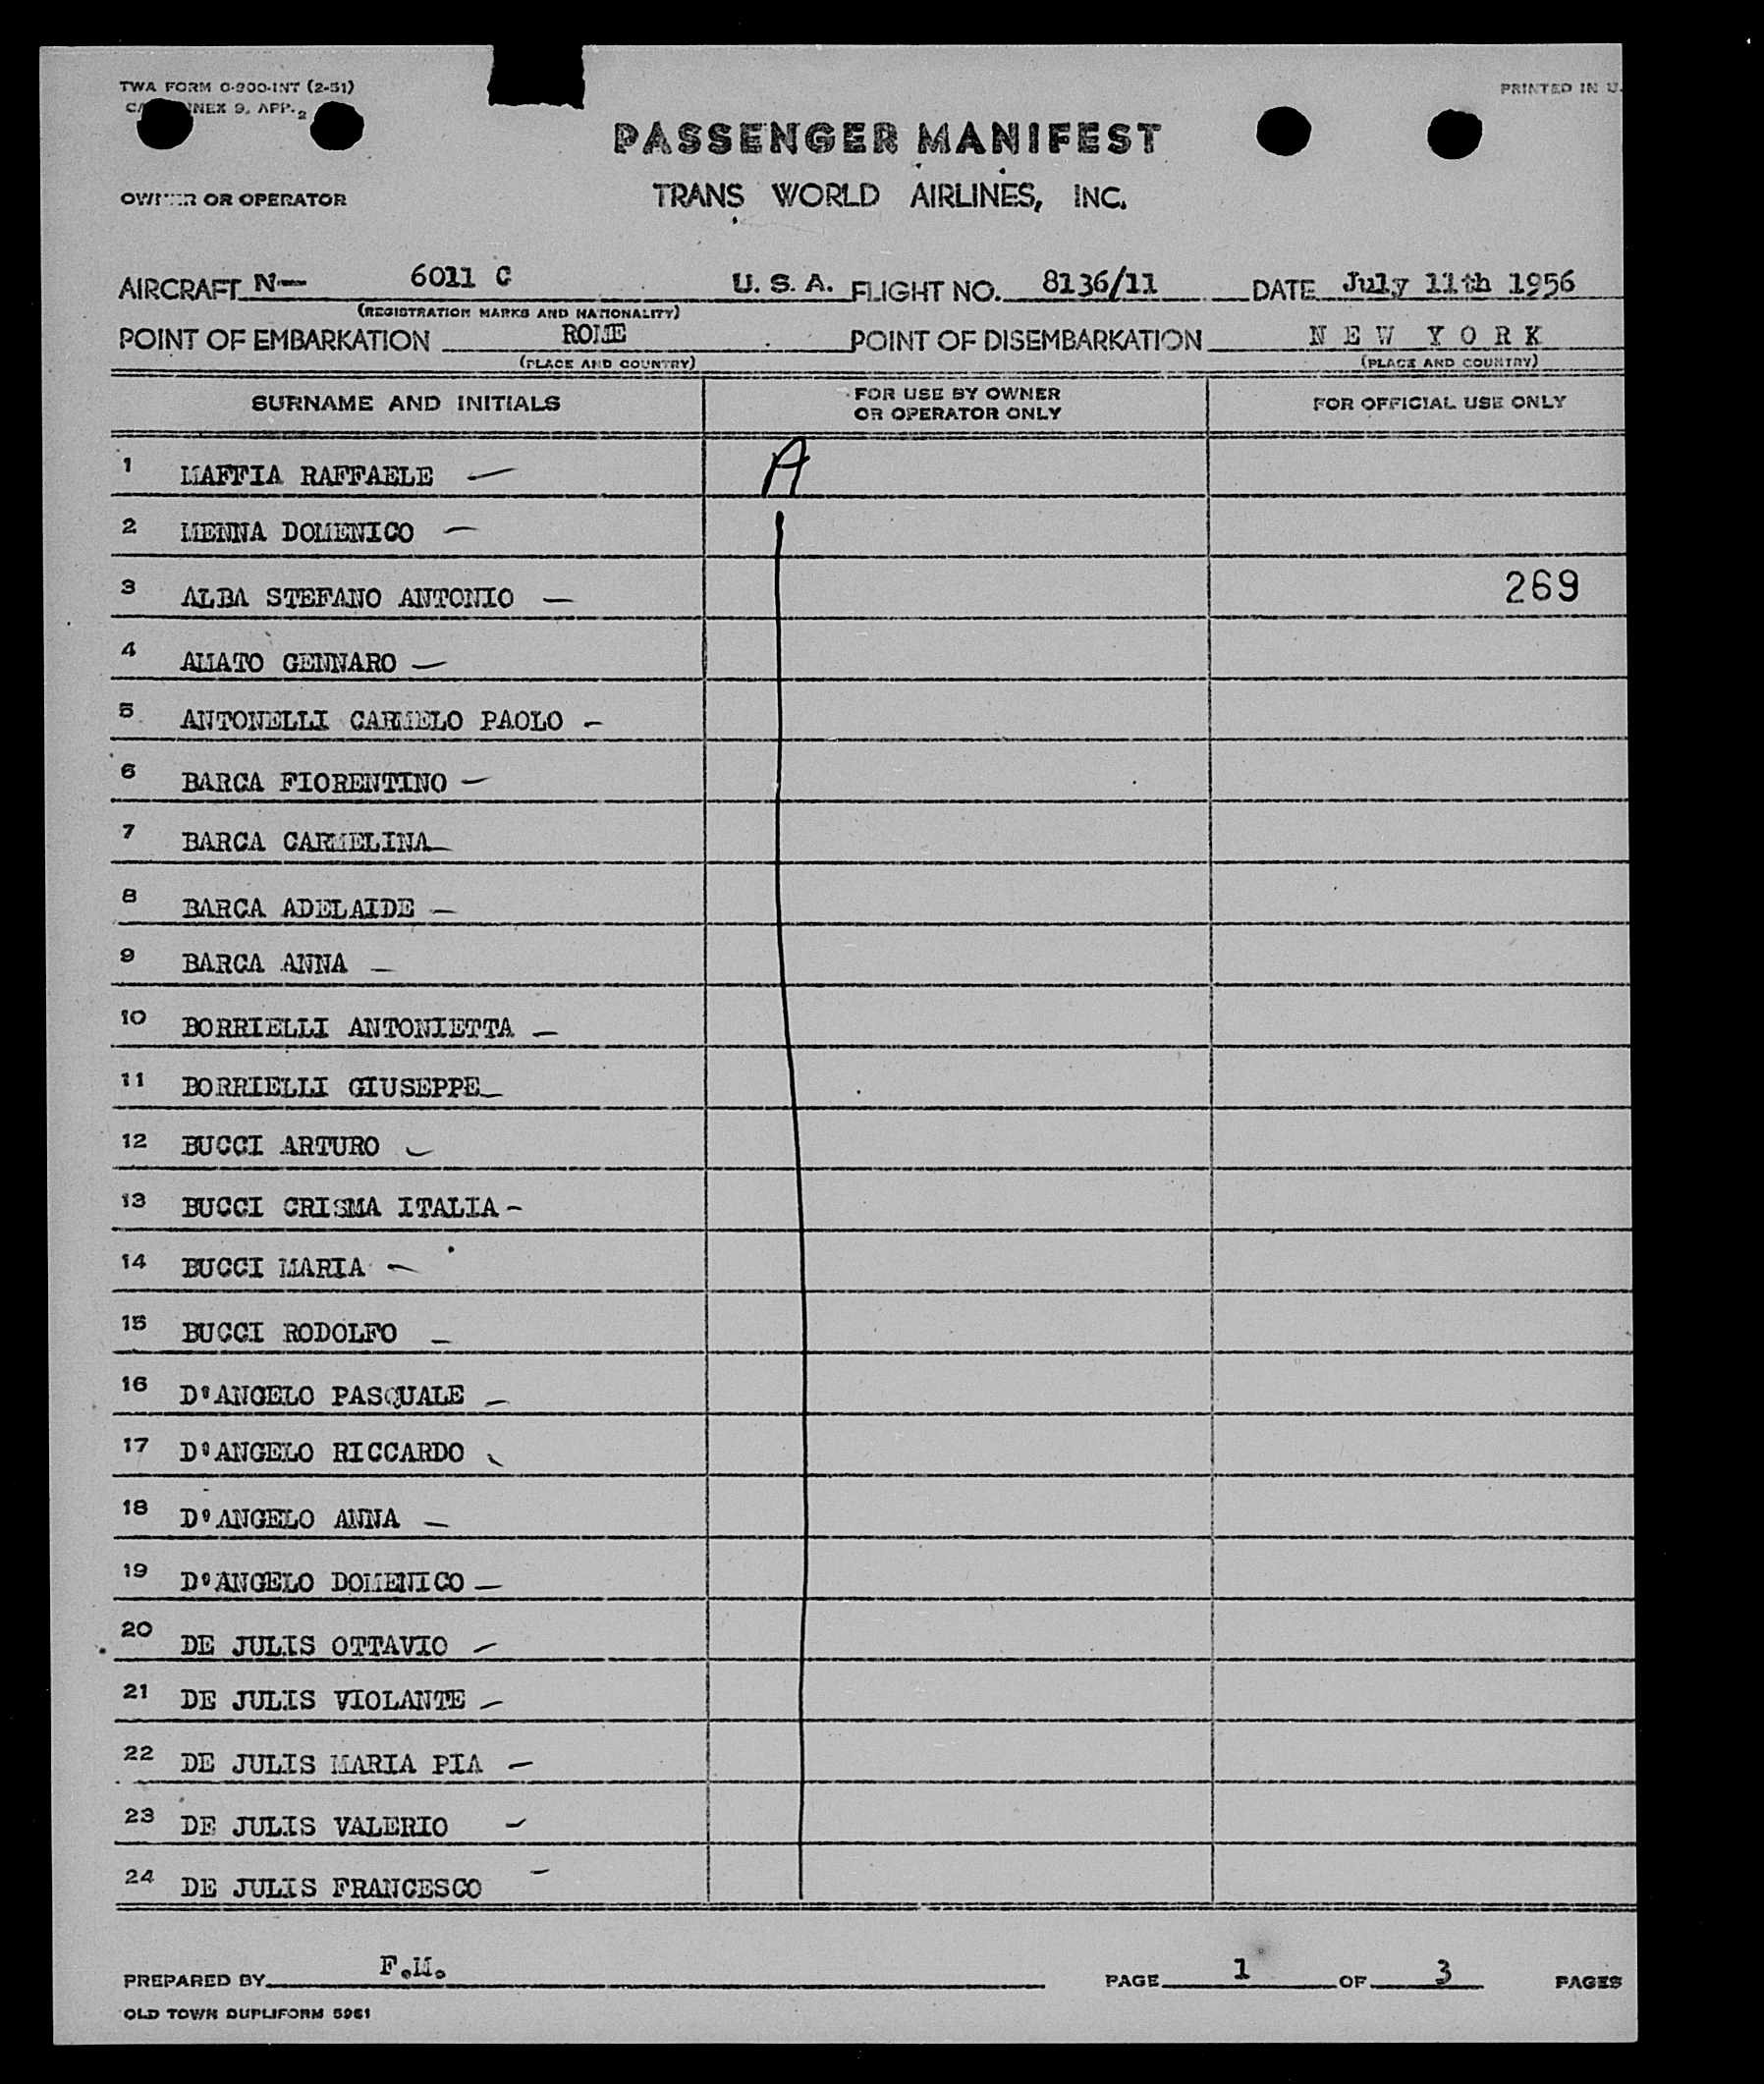 TWA FORM O-900-INT (2-51)
PRINTED IN U.
NNEX 9, APP. 2
PASSENGER MANIFEST
OWNER OR OPERATOR
TRANS WORLD AIRLINES, INC.
AIRCRAFT N— 6011 C U. S. A. FLIGHT NO. 8136/11 DATE July 11th 1956
(REGISTRATION MARKS AND NATIONALITY)
POINT OF EMBARKATION ROME POINT OF DISEMBARKATION N E W Y O R K
(PLACE AND COUNTRY) (PLACE AND COUNTRY)
SURNAME AND INITIALS FOR USE BY OWNER OR OPERATOR ONLY FOR OFFICIAL USE ONLY
1 MAFFIA RAFFAELE — A
2 MENNA DOMENICO —
3 ALBA STEFANO ANTONIO — 269
4 AMATO GENNARO —
5 ANTONELLI CARMELO PAOLO -
6 BARCA FIORENTINO —
7 BARCA CARMELINA —
8 BARCA ADELAIDE —
9 BARCA ANNA —
10 BORRIELLI ANTONIETTA —
11 BORRIELLI GIUSEPPE —
12 BUCCI ARTURO
13 BUCCI CRISMA ITALIA -
14 BUCCI MARIA —
15 BUCCI RODOLFO —
16 D'ANGELO PASQUALE —
17 D'ANGELO RICCARDO
18 D'ANGELO ANNA —
19 D'ANGELO DOMENICO —
20 DE JULIS OTTAVIO —
21 DE JULIS VIOLANTE —
22 DE JULIS MARIA PIA —
23 DE JULIS VALERIO —
24 DE JULIS FRANCESCO —
PREPARED BY F.M. PAGE 1 OF 3 PAGES
OLD TOWN DUPLIFORM 5961